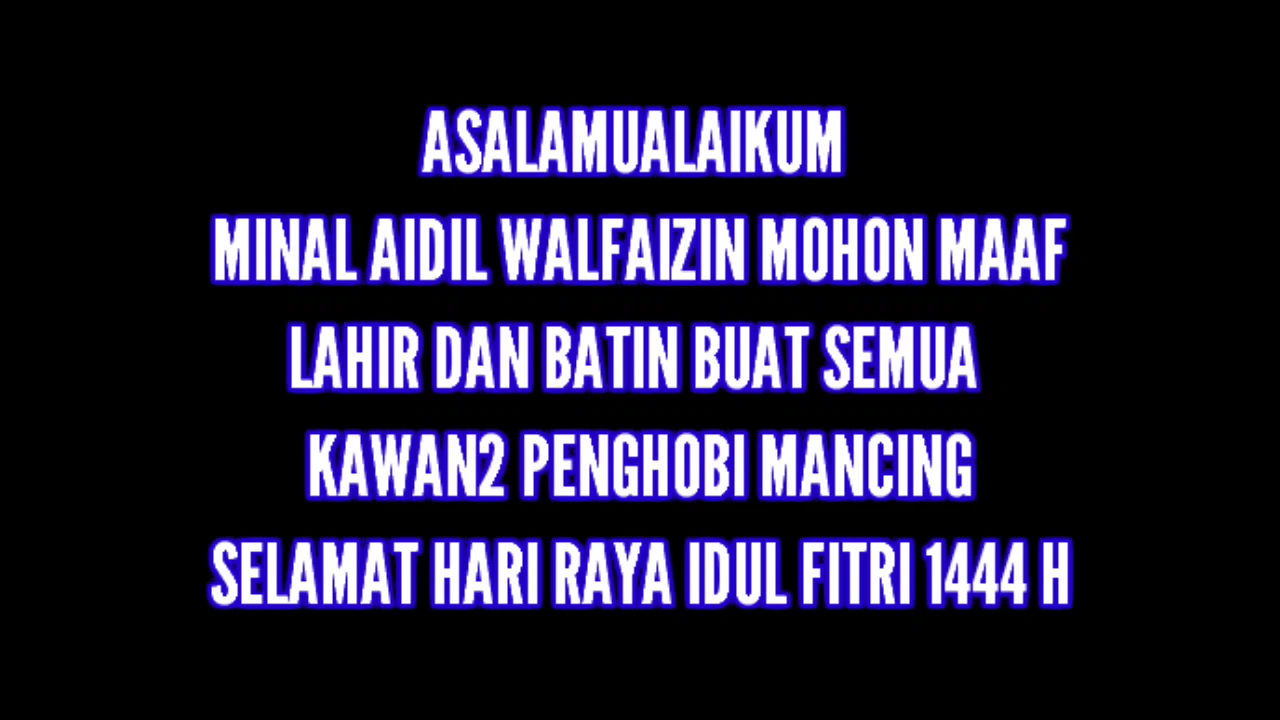 ASALAMUALAIKUM
MINAL AIDIL WALFAIZIN MOHON MAAF
LAHIR DAN BATIN BUAT SEMUA
KAWAN2 PENGHOBI MANCING
SELAMAT HARI RAYA IDUL FITRI 1444 H